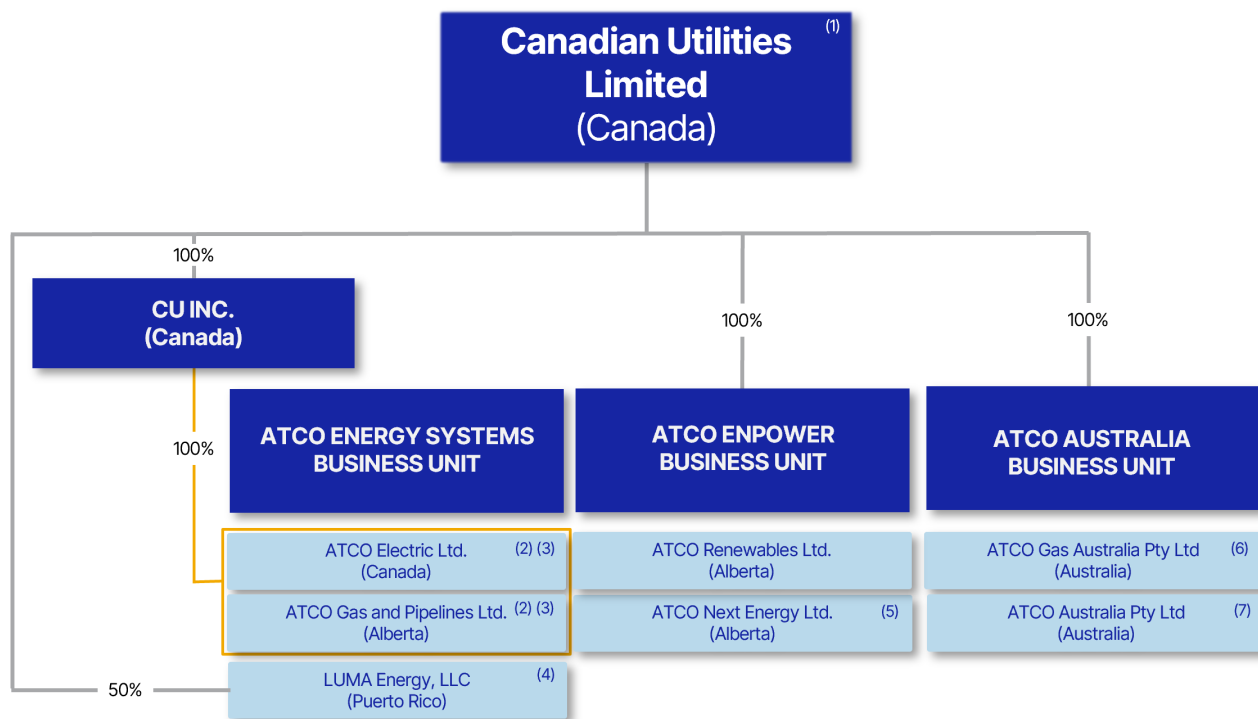 Canadian Utilities (1)
Limited
(Canada)
100%
CU INC.
(Canada)
100%
100%
100%
ATCO ENERGY SYSTEMS
BUSINESS UNIT
ATCO ENPOWER
BUSINESS UNIT
ATCO AUSTRALIA
BUSINESS UNIT
ATCO Electric Ltd. (2) (3)
(Canada)
ATCO Renewables Ltd.
(Alberta)
ATCO Gas Australia Pty Ltd (6)
(Australia)
ATCO Gas and Pipelines Ltd. (2) (3)
(Alberta)
ATCO Next Energy Ltd. (5)
(Alberta)
ATCO Australia Pty Ltd (7)
(Australia)
50%
LUMA Energy, LLC (4)
(Puerto Rico)